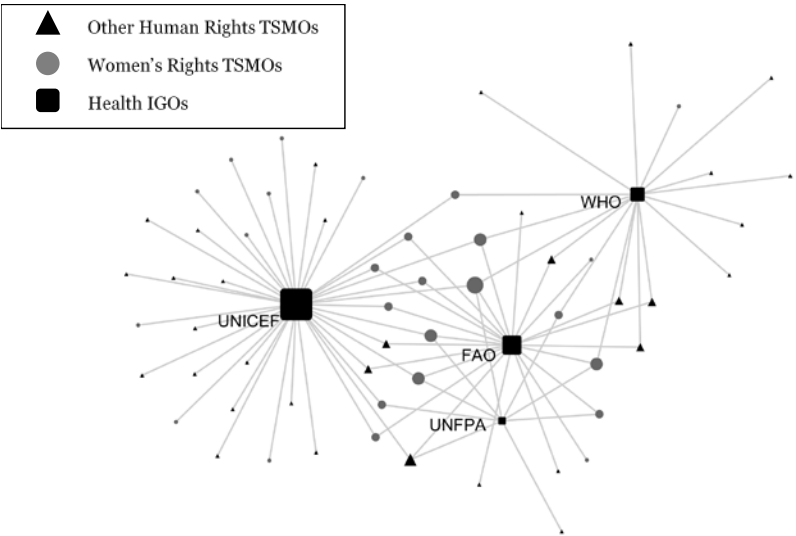 Other Human Rights TSMOs
Women's Rights TSMOs
Health IGOs
WHO
UNICEF
FAO
UNFPA